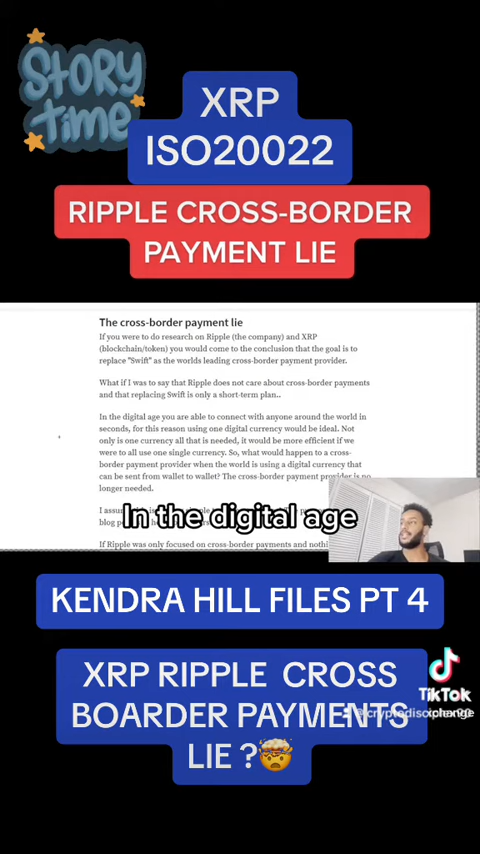 STORY
time
XRP
ISO20022
RIPPLE CROSS-BORDER
PAYMENT LIE
The cross-border payment lie
If you were to do research on Ripple (the company) and XRP
(blockchain/token) you would come to the conclusion that the goal is to
replace "Swift" as the worlds leading cross-border payment provider.
What if I was to say that Ripple does not care about cross-border payments
and that replacing Swift is only a short-term plan..
In the digital age you are able to connect with anyone around the world in
seconds, for this reason using one digital currency would be ideal. Not
only is one currency all that is needed, it would be more efficient if we
were to all use one single currency. So, what would happen to a cross-
border payment provider when the world is using a digital currency that
can be sent from wallet to wallet? The cross-border payment provider is no
longer needed.
I
In the digital age
blog
If Ripple was only focused on cross-border payments and
KENDRA HILL FILES PT 4
XRP RIPPLE CROSS
BOARDER PAYMENTS
LIE ?🤯
TikTok